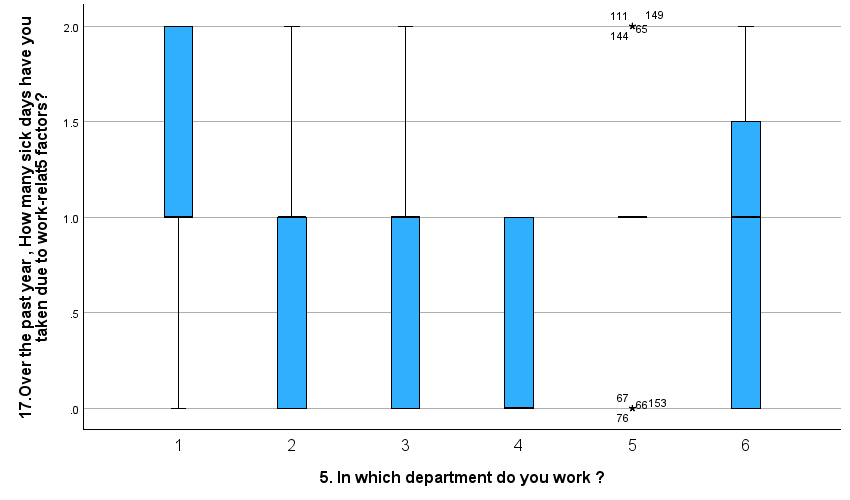 17.Over the past year , How many sick days have you
taken due to work-relat5 factors?
2.0
1.5
1.0
.5
.0
111 149
65
144
67
66 153
76
1 2 3 4 5 6
5. In which department do you work ?